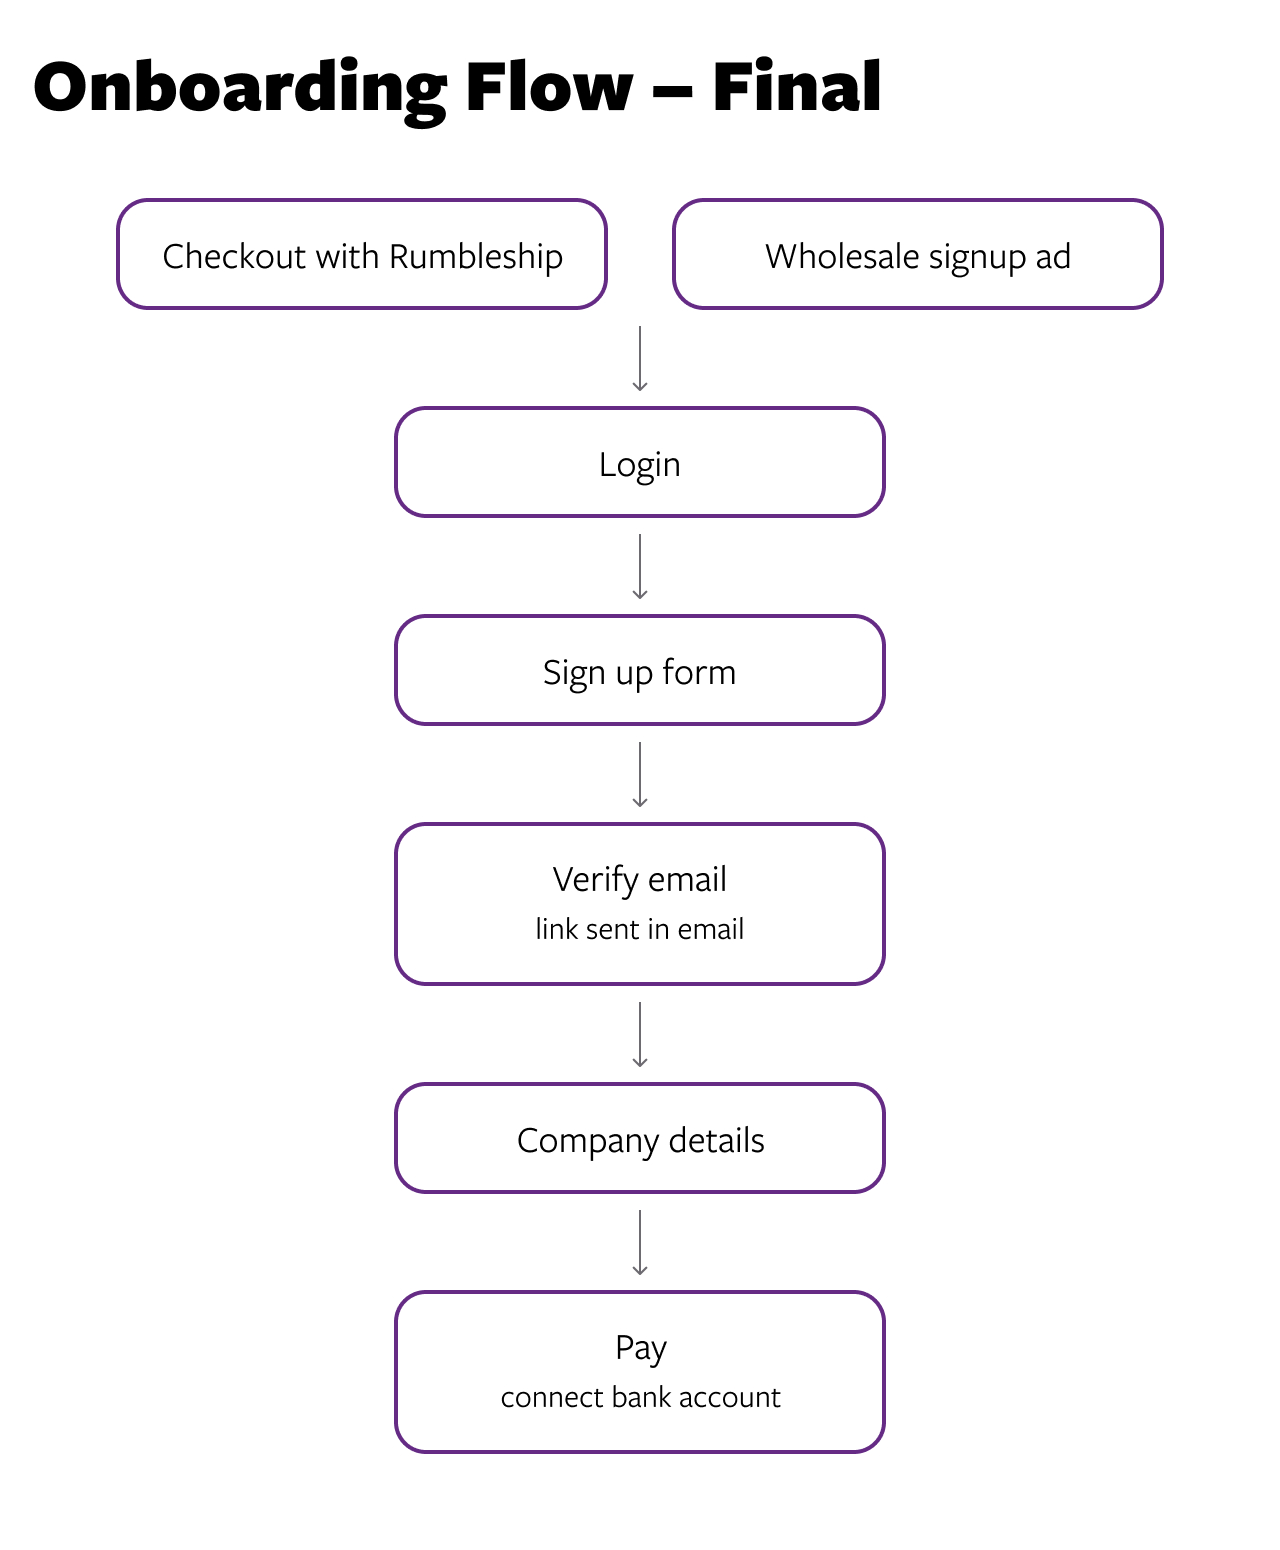 Onboarding Flow – Final
Checkout with Rumbleship
Wholesale signup ad
Login
Sign up form
Verify email
link sent in email
Company details
Pay
connect bank account